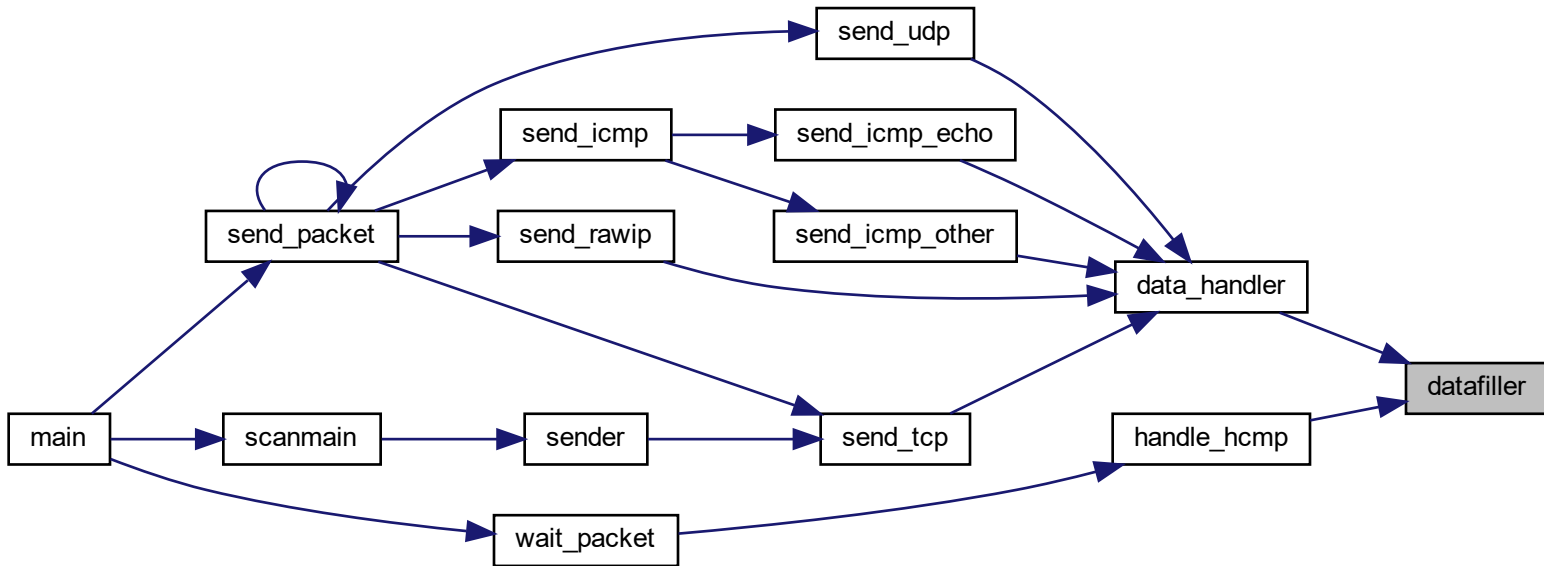 send_udp
send_icmp
send_icmp_echo
send_packet
send_rawip
send_icmp_other
data_handler
datafiller
main
scanmain
sender
send_tcp
handle_hcmp
wait_packet